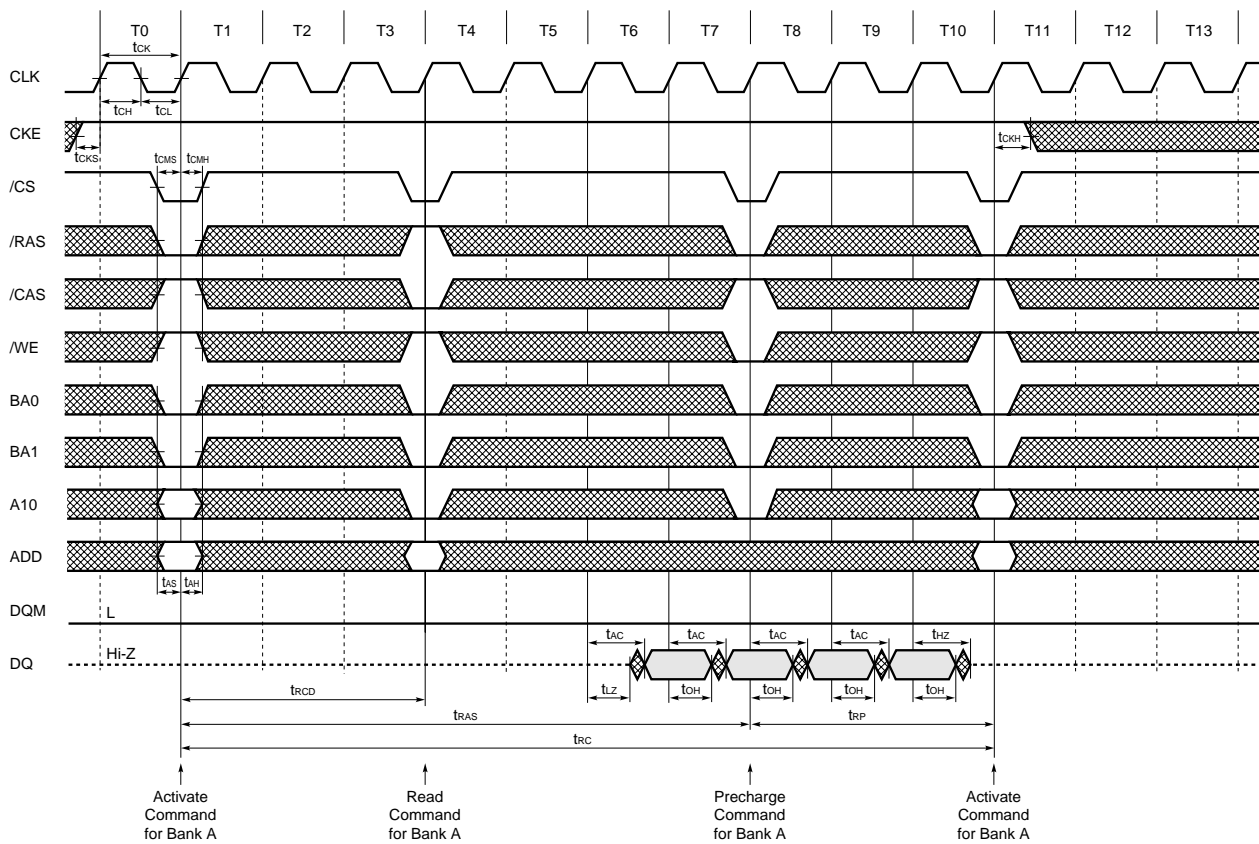 T0 T1 T2 T3 T4 T5 T6 T7 T8 T9 T10 T11 T12 T13
tCK
CLK
tCH tCL
CKE
tCKS
tCKH
tCMS tCMH
/CS
/RAS
/CAS
/WE
BA0
BA1
A10
ADD
tAS tAH
DQM L
tAC tAC tAC tAC tHZ
DQ Hi-Z
tLZ tOH tOH tOH tOH
tRCD
tRAS tRP
tRC
Activate
Command
for Bank A
Read
Command
for Bank A
Precharge
Command
for Bank A
Activate
Command
for Bank A